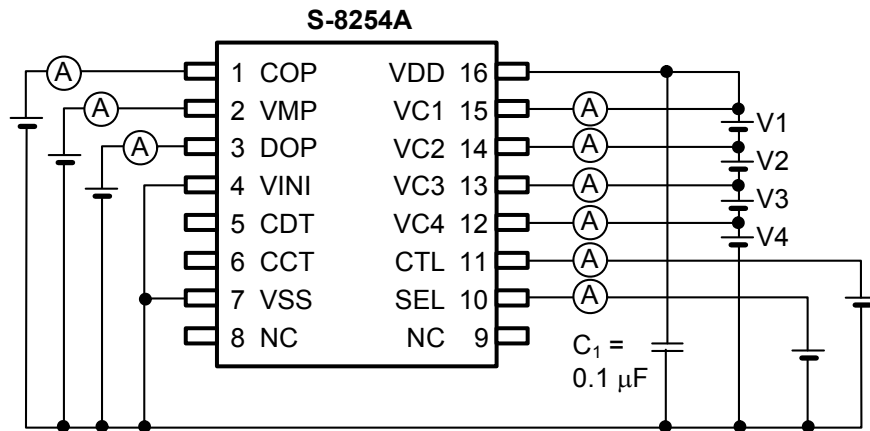 S-8254A
A
1 COP
VDD 16
A
2 VMP
VC1 15
A
V1
A
3 DOP
VC2 14
A
V2
4 VINI
VC3 13
A
V3
5 CDT
VC4 12
A
V4
6 CCT
CTL 11
A
7 VSS
SEL 10
A
8 NC
NC 9
C1 =
0.1 μF